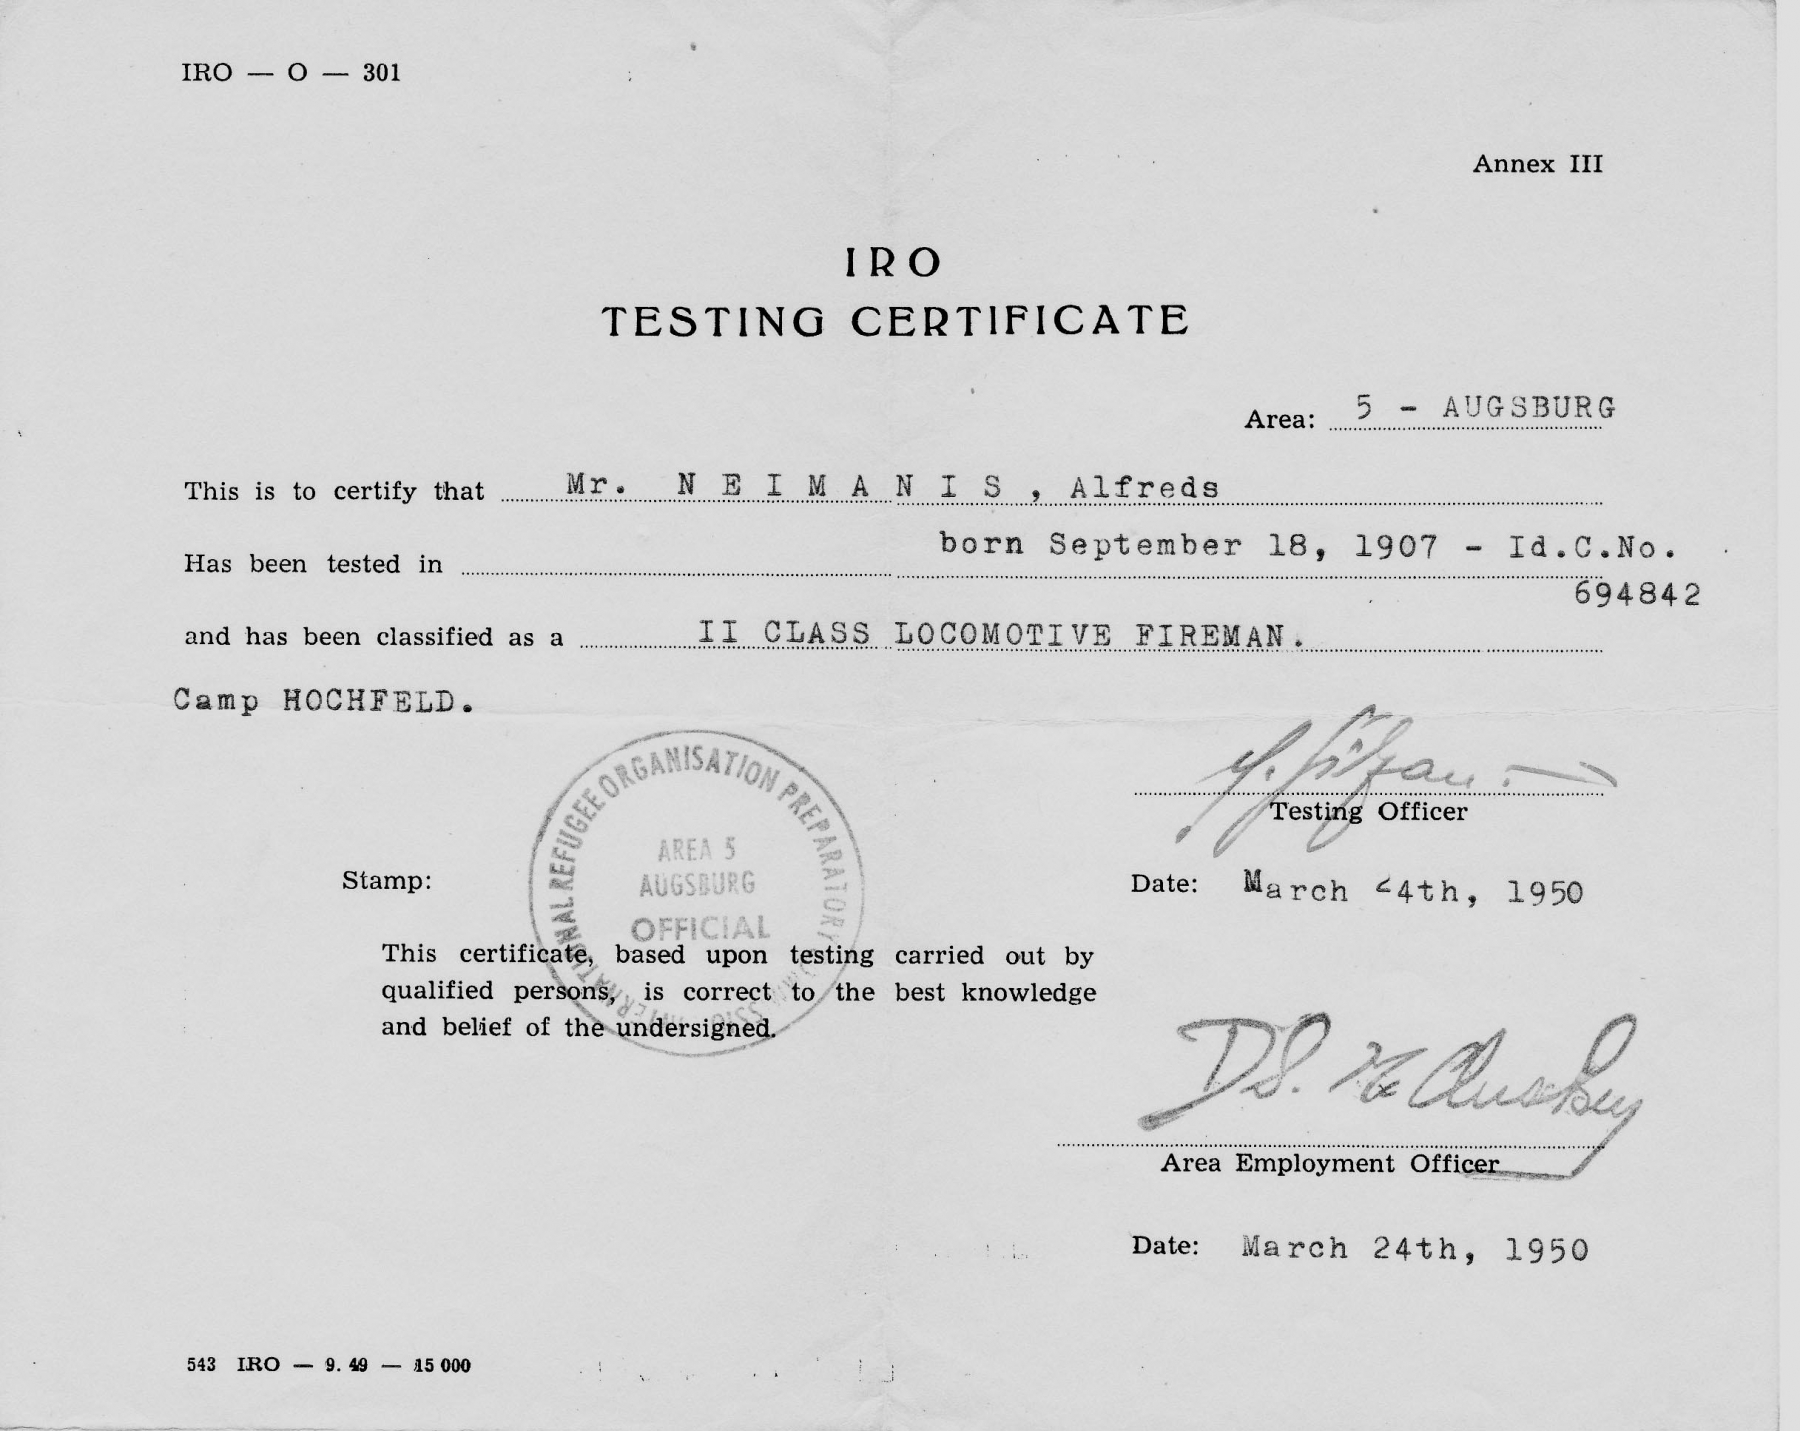 IRO — O — 301
Annex III
IRO
TESTING CERTIFICATE
Area: 5 - AUGSBURG
This is to certify that Mr. N E I M A N I S , Alfreds
born September 18, 1907 - Id.C.No.
Has been tested in
694842
and has been classified as a II CLASS LOCOMOTIVE FIREMAN.
Camp HOCHFELD.
Testing Officer
INTERNATIONAL REFUGEE ORGANISATION PREPARATORY
AREA 5
AUGSBURG
OFFICIAL
Stamp:
Date: March 24th, 1950
This certificate, based upon testing carried out by
qualified persons, is correct to the best knowledge
and belief of the undersigned.
D.S. McCluskey
Area Employment Officer
Date: March 24th, 1950
543 IRO — 9. 49 — 15 000